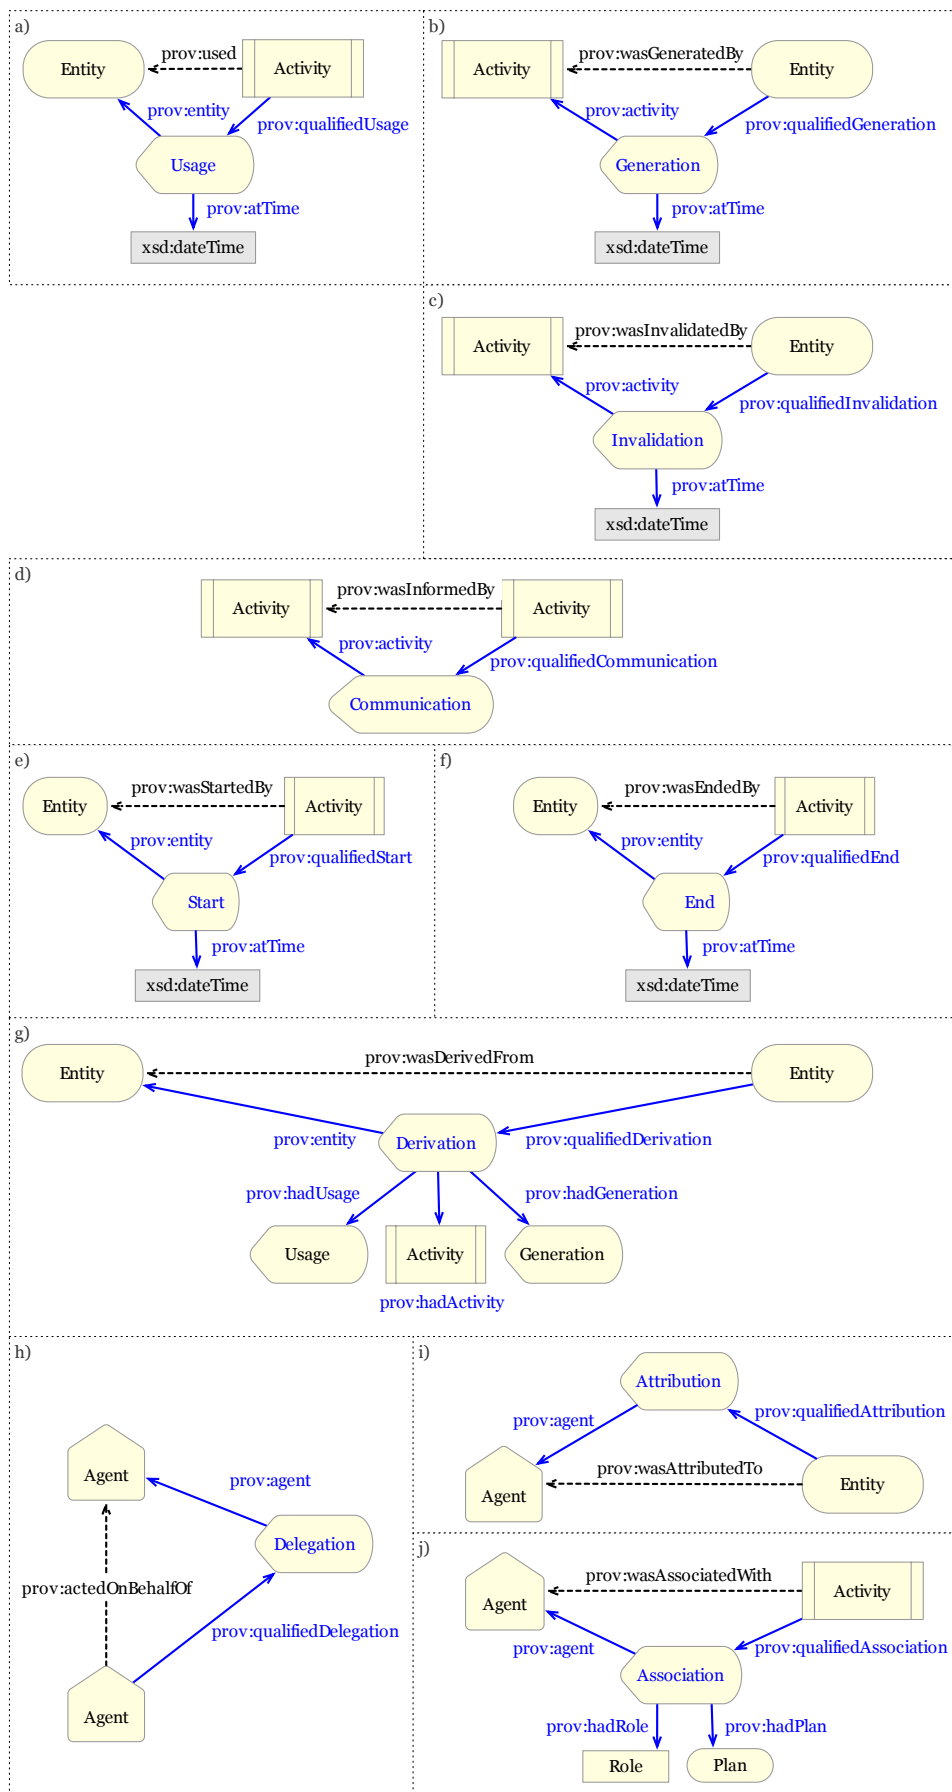 a)
prov:used
Entity
Activity
prov:entity
prov:qualifiedUsage
Usage
prov:atTime
xsd:dateTime
b)
prov:wasGeneratedBy
Activity
Entity
prov:activity
prov:qualifiedGeneration
Generation
prov:atTime
xsd:dateTime
c)
prov:wasInvalidatedBy
Activity
Entity
prov:activity
prov:qualifiedInvalidation
Invalidation
prov:atTime
xsd:dateTime
d)
prov:wasInformedBy
Activity
Activity
prov:activity
prov:qualifiedCommunication
Communication
e)
prov:wasStartedBy
Entity
Activity
prov:entity
prov:qualifiedStart
Start
prov:atTime
xsd:dateTime
f)
prov:wasEndedBy
Entity
Activity
prov:entity
prov:qualifiedEnd
End
prov:atTime
xsd:dateTime
g)
prov:wasDerivedFrom
Entity
Entity
prov:entity
Derivation
prov:qualifiedDerivation
prov:hadUsage
prov:hadGeneration
Usage
Activity
Generation
prov:hadActivity
h)
Agent
prov:agent
Delegation
prov:actedOnBehalfOf
prov:qualifiedDelegation
Agent
i)
Attribution
prov:agent
prov:qualifiedAttribution
prov:wasAttributedTo
Agent
Entity
j)
prov:wasAssociatedWith
Agent
Activity
prov:agent
prov:qualifiedAssociation
Association
prov:hadRole
prov:hadPlan
Role
Plan